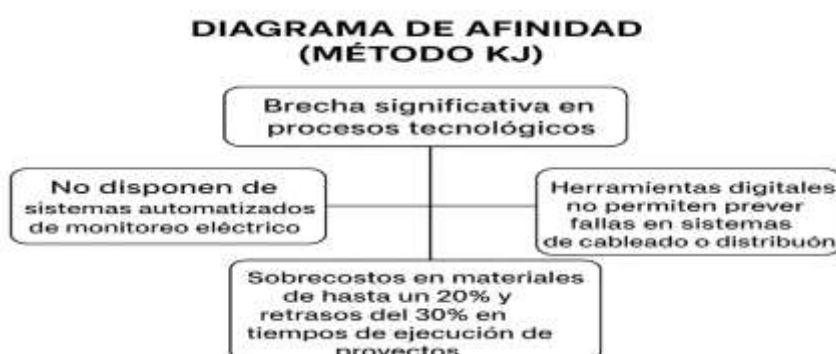 DIAGRAMA DE AFINIDAD
(MÉTODO KJ)
Brecha significativa en
procesos tecnológicos
No disponen de
sistemas automatizados
de monitoreo eléctrico
Herramientas digitales
no permiten prever
fallas en sistemas
de cableado o distribuón
Sobrecostos en materiales
de hasta un 20% y
retrasos del 30% en
tiempos de ejecución de
proyectos